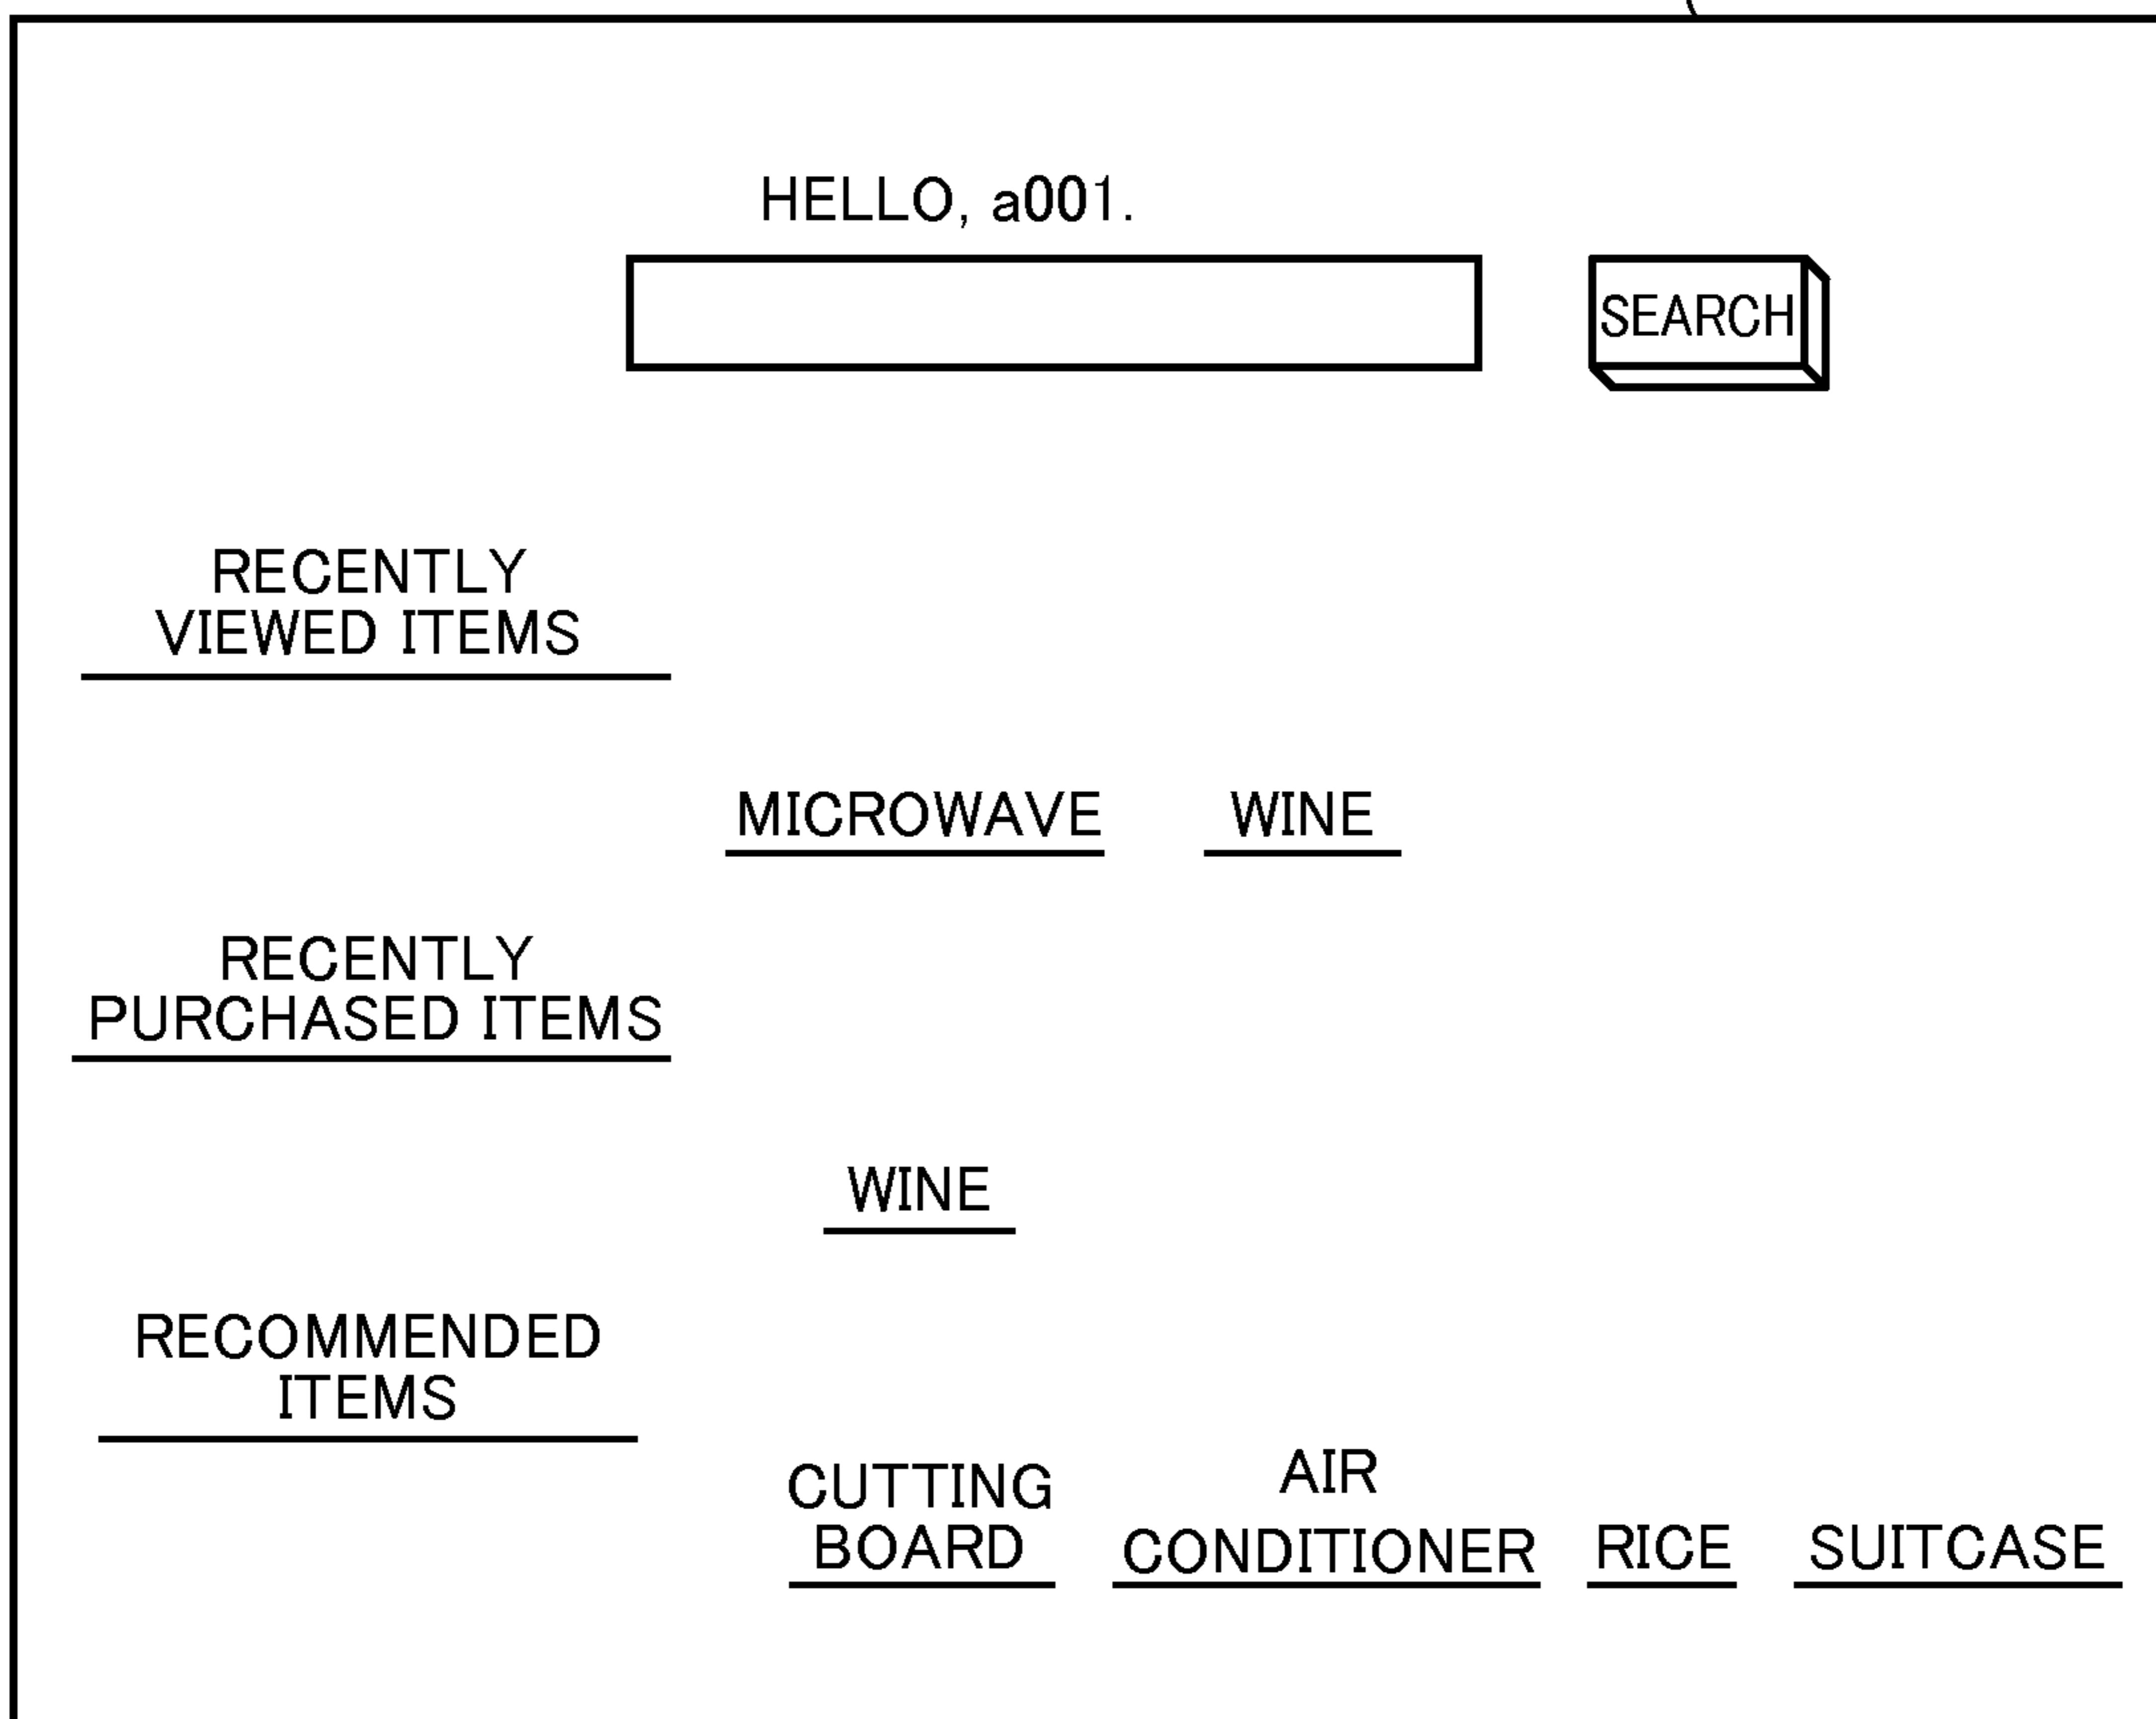 HELLO, a001.
SEARCH
RECENTLY
VIEWED ITEMS
MICROWAVE WINE
RECENTLY
PURCHASED ITEMS
WINE
RECOMMENDED
ITEMS
CUTTING
BOARD
AIR
CONDITIONER
RICE
SUITCASE